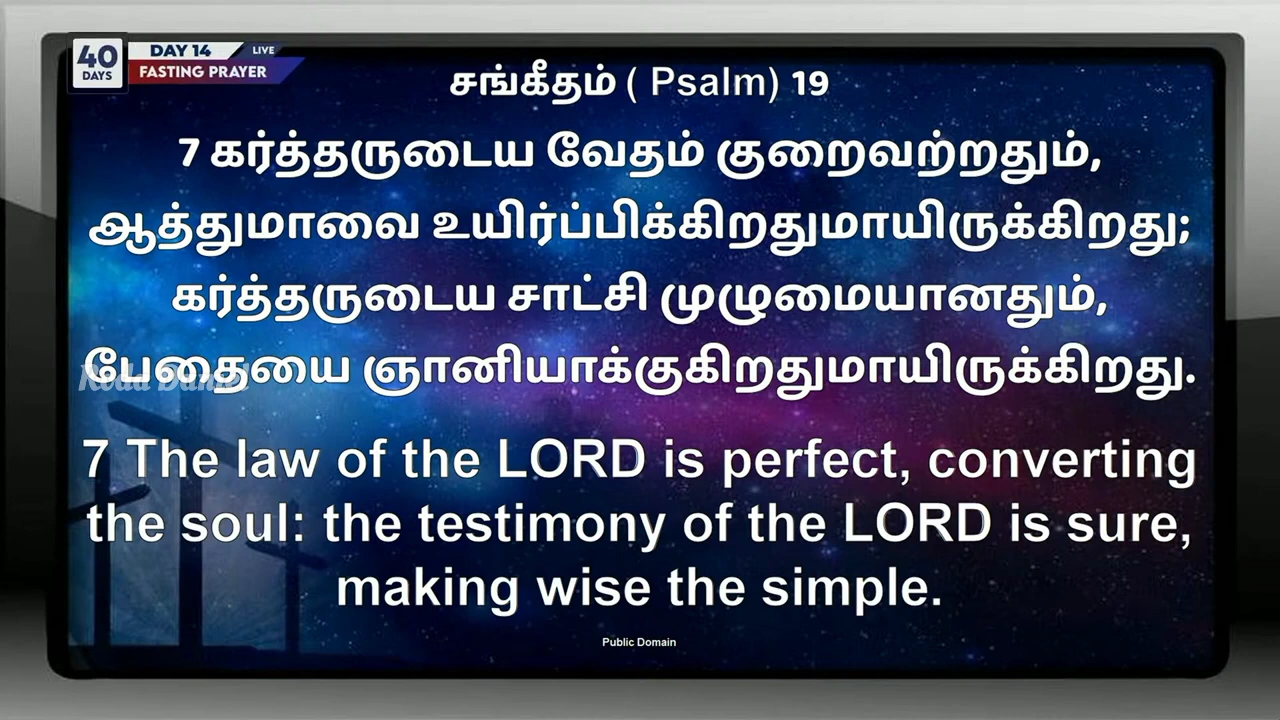 40
DAYS
DAY 14
LIVE
FASTING PRAYER
சங்கீதம் ( Psalm) 19
7 கர்த்தருடைய வேதம் குறைவற்றதும்,
ஆத்துமாவை உயிர்ப்பிக்கிறதுமாயிருக்கிறது;
கர்த்தருடைய சாட்சி முழுமையானதும்,
பேதையை ஞானியாக்குகிறதுமாயிருக்கிறது.
7 The law of the LORD is perfect, converting
the soul: the testimony of the LORD is sure,
making wise the simple.
Public Domain